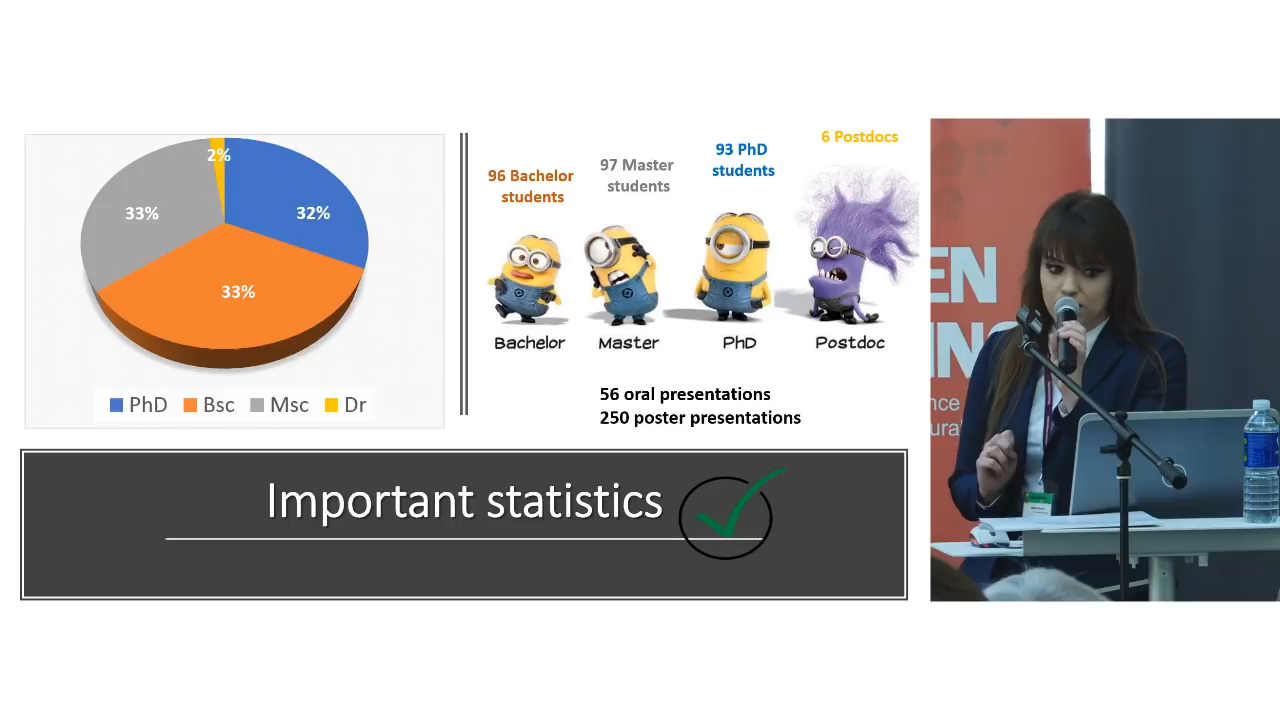 2%
33%
32%
33%
PhD Bsc Msc Dr
96 Bachelor
students
97 Master
students
93 PhD
students
6 Postdocs
Bachelor Master PhD Postdoc
56 oral presentations
250 poster presentations
Important statistics
EN